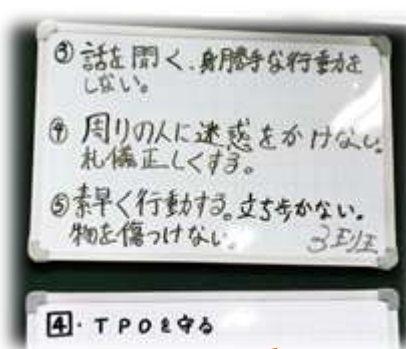 ③ 話を聞く、身勝手な行動を
しない。
④ 周りの人に迷惑をかけない。
礼儀正しくする。
⑤ 素早く行動する。立ち歩かない。
物を傷つけない。
4・TPOを守る